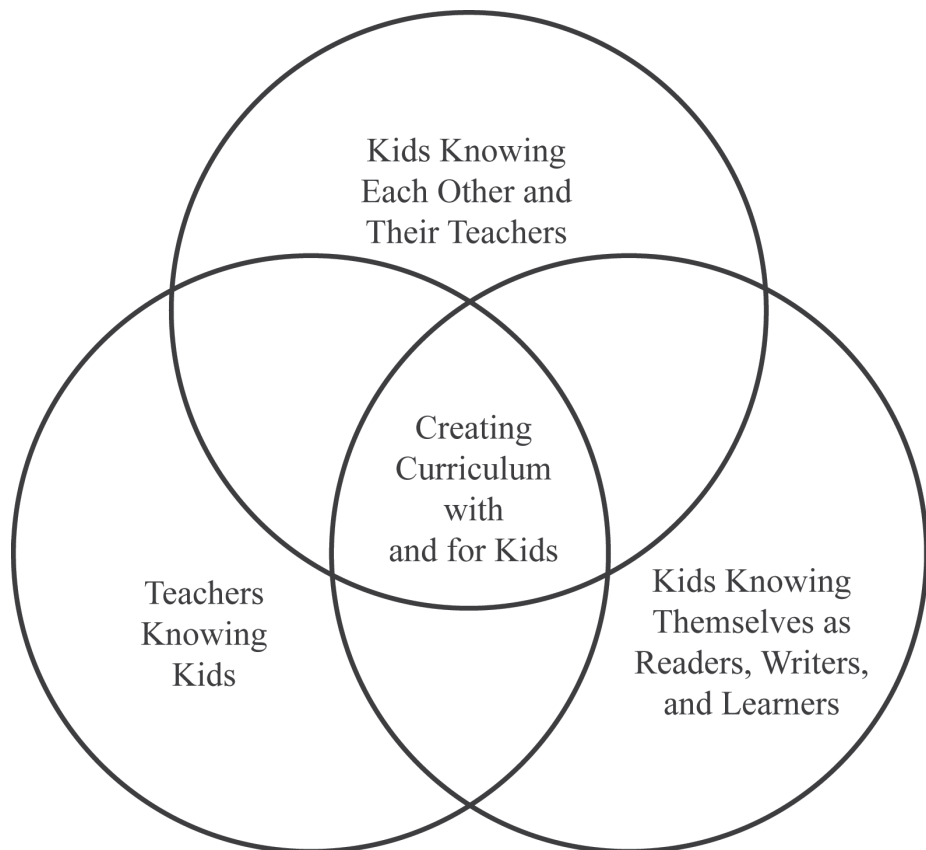 Kids Knowing
Each Other and
Their Teachers
Creating
Curriculum
with
and for Kids
Teachers
Knowing
Kids
Kids Knowing
Themselves as
Readers, Writers,
and Learners